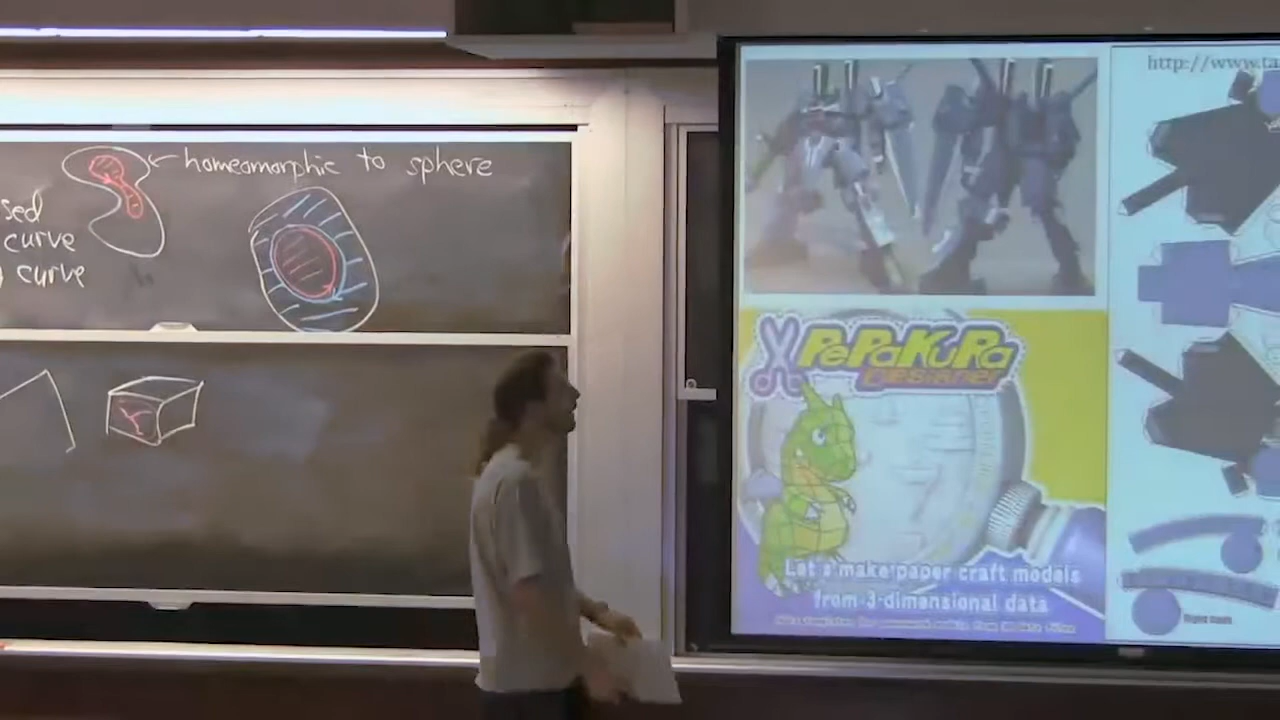 homeomorphic to sphere
sed
curve
curve
http://www.ta
PePaKuRa
DESIGNER
Let's make paper craft models
from 3-dimensional data